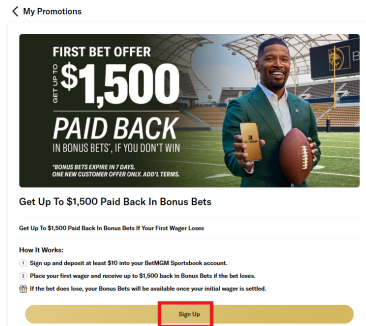 My Promotions
FIRST BET OFFER
GET UP TO
$1,500
PAID BACK
IN BONUS BETS*, IF YOU DON'T WIN
*BONUS BETS EXPIRE IN 7 DAYS.
ONE NEW CUSTOMER OFFER ONLY. ADD'L TERMS.
Get Up To $1,500 Paid Back In Bonus Bets
Get Up To $1,500 Paid Back In Bonus Bets If Your First Wager Loses
How It Works:
1 Sign up and deposit at least $10 into your BetMGM Sportsbook account.
2 Place your first wager and receive up to $1,500 back in Bonus Bets if the bet loses.
If the bet does lose, your Bonus Bets will be available once your initial wager is settled.
Sign Up